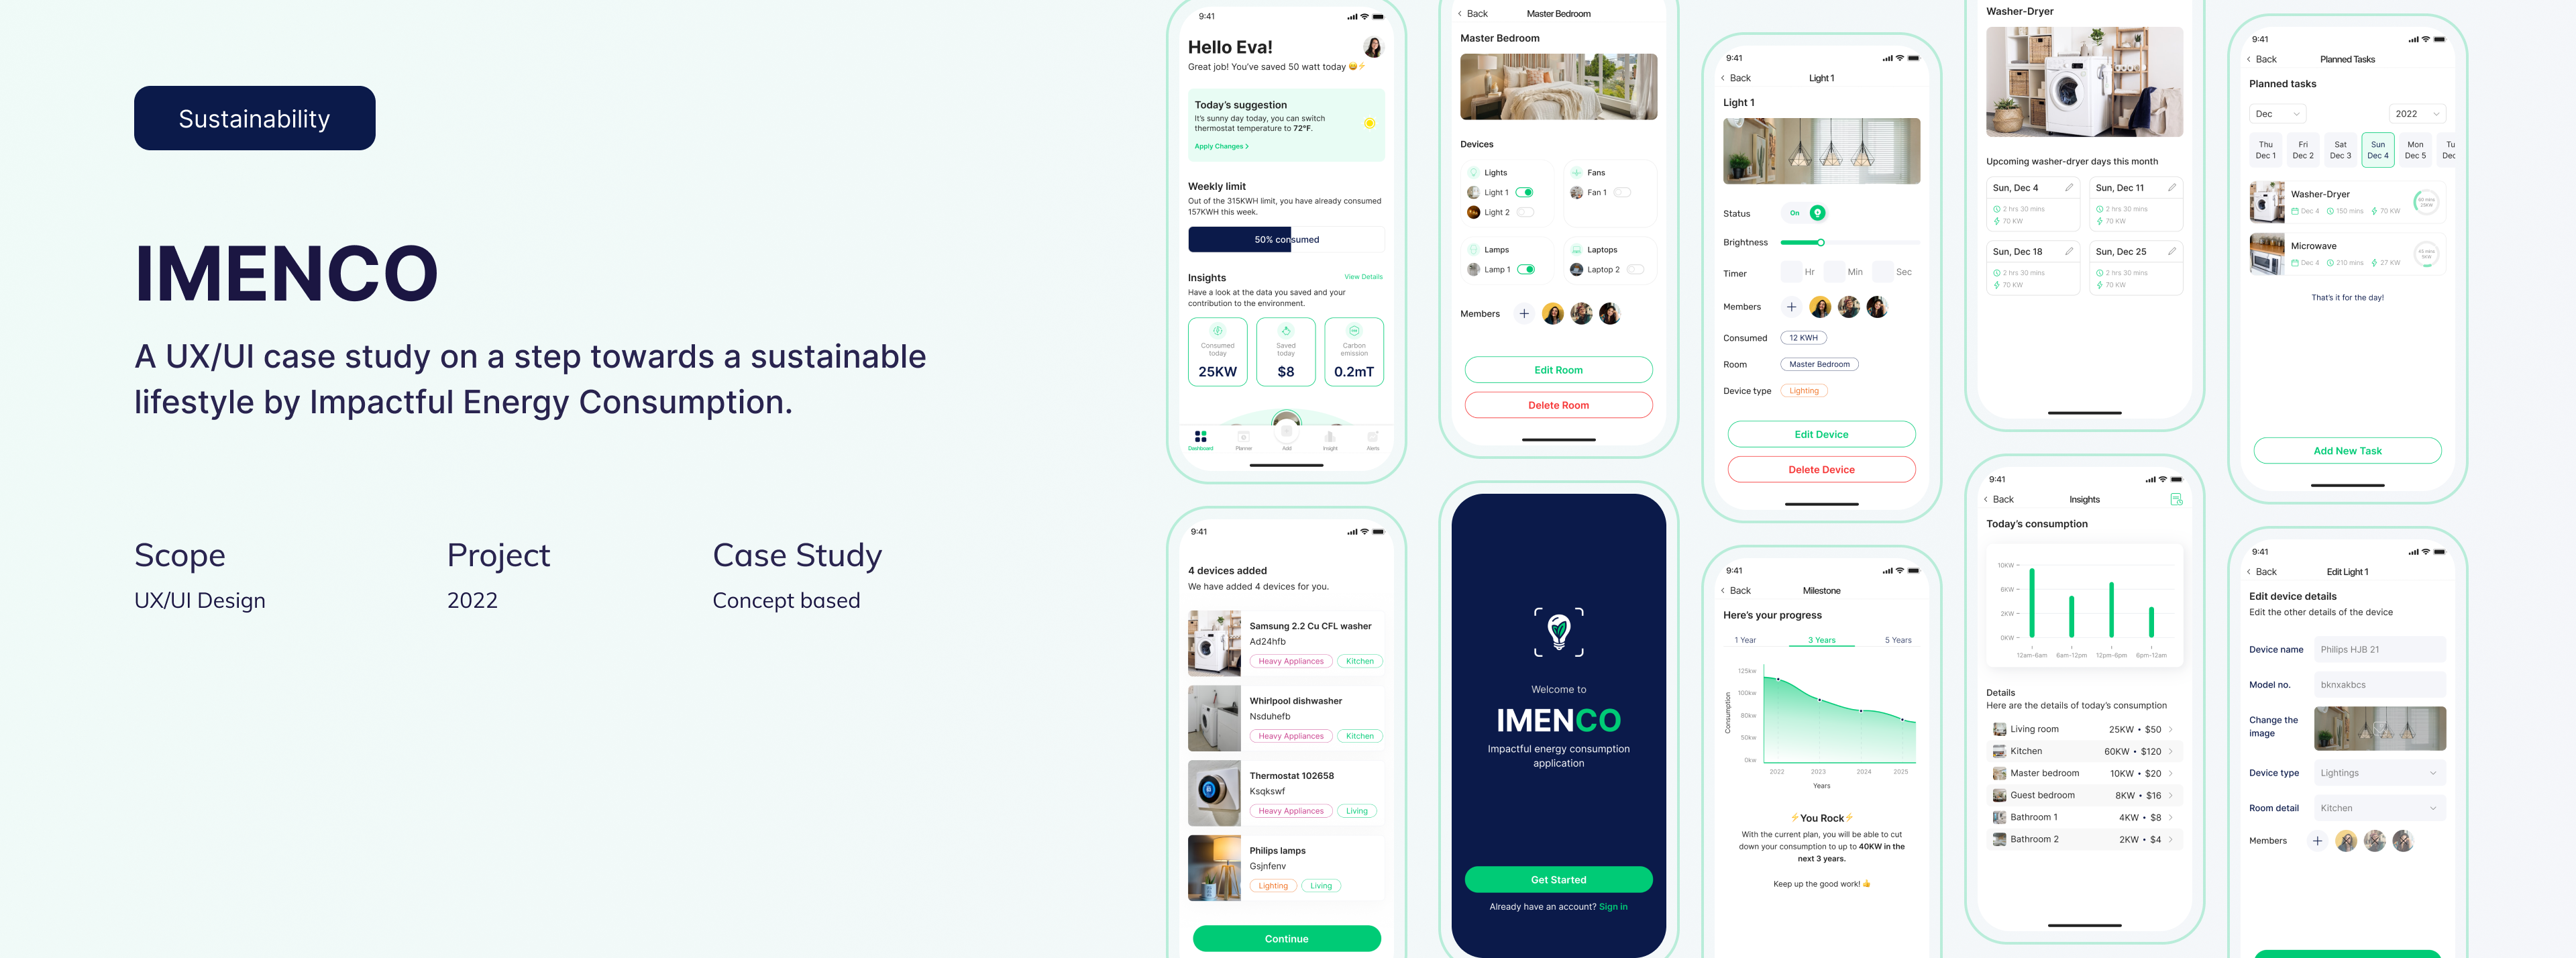 Sustainability
IMENCO
A UX/UI case study on a step towards a sustainable
lifestyle by Impactful Energy Consumption.
Scope
UX/UI Design
Project
2022
Case Study
Concept based
9:41
Hello Eva!
Great job! You've saved 50 watt today 😀⚡
Today's suggestion
It's sunny day today, you can switch
thermostat temperature to 72°F.
Apply Changes >
Weekly limit
Out of the 315KWH limit, you have already consumed
157KWH this week.
50% consumed
Insights
View Details
Have a look at the data you saved and your
contribution to the environment.
Consumed
today
25KW
Saved
today
$8
Carbon
emission
0.2mT
Dashboard
Planner
Add
Insight
Alerts
9:41
4 devices added
We have added 4 devices for you.
Samsung 2.2 Cu CFL washer
Ad24hfb
Heavy Appliances Kitchen
Whirlpool dishwasher
Nsduhefb
Heavy Appliances Kitchen
Thermostat 102658
Ksqkswf
Heavy Appliances Living
Philips lamps
Gsjnfenv
Lighting Living
Continue
< Back Master Bedroom
Master Bedroom
Devices
Lights
Light 1
Light 2
Fans
Fan 1
Lamps
Lamp 1
Laptops
Laptop 2
Members +
Edit Room
Delete Room
Welcome to
IMENCO
Impactful energy consumption
application
Get Started
Already have an account? Sign in
9:41
< Back Light 1
Light 1
Status On
Brightness
Timer Hr Min Sec
Members +
Consumed 12 KWH
Room Master Bedroom
Device type Lighting
Edit Device
Delete Device
9:41
< Back Milestone
Here's your progress
1 Year 3 Years 5 Years
125kw
100kw
80kw
50kw
0kw
Consumption
2022 2023 2024 2025
Years
⚡You Rock⚡
With the current plan, you will be able to cut
down your consumption to up to 40KW in the
next 3 years.
Keep up the good work! 👍
Washer-Dryer
Upcoming washer-dryer days this month
Sun, Dec 4
2 hrs 30 mins
70 KW
Sun, Dec 11
2 hrs 30 mins
70 KW
Sun, Dec 18
2 hrs 30 mins
70 KW
Sun, Dec 25
2 hrs 30 mins
70 KW
9:41
< Back Insights
Today's consumption
10KW
6KW
2KW
0KW
12am-6am 6am-12pm 12pm-6pm 6pm-12am
Details
Here are the details of today's consumption
Living room 25KW • $50 >
Kitchen 60KW • $120 >
Master bedroom 10KW • $20 >
Guest bedroom 8KW • $16 >
Bathroom 1 4KW • $8 >
Bathroom 2 2KW • $4 >
9:41
< Back Planned Tasks
Planned tasks
Dec 2022
Thu Fri Sat Sun Mon Tu
Dec 1 Dec 2 Dec 3 Dec 4 Dec 5 Dec
Washer-Dryer
Dec 4 150 mins 70 KW
Microwave
Dec 4 210 mins 27 KW
That's it for the day!
Add New Task
9:41
< Back Edit Light 1
Edit device details
Edit the other details of the device
Device name Philips HJB 21
Model no. bknxakbcs
Change the
image
Device type Lightings
Room detail Kitchen
Members +